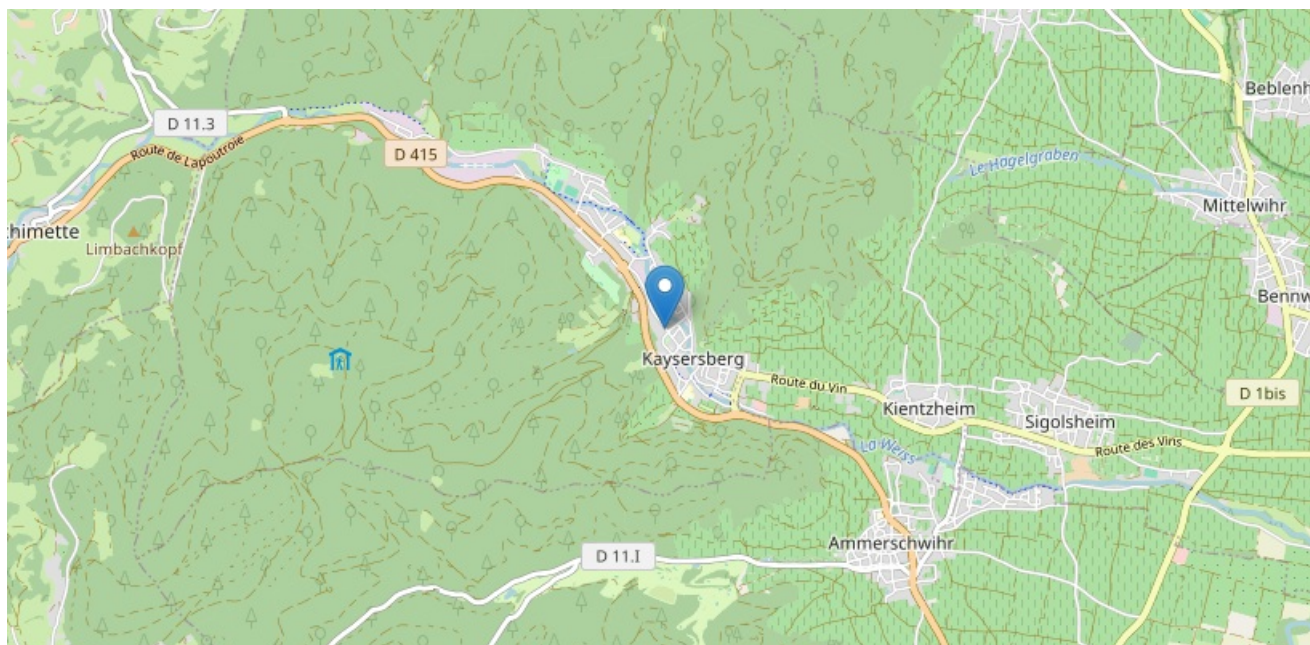 Beblenh
D 11.3
Route de Lapoutroie
D 415
Le Hagelgraben
Mittelwihr
himette
Limbachkopf
Bennw
Kaysersberg
Route du Vin
Kientzheim
D 1bis
Sigolsheim
Route des Vins
La Weiss
Ammerschwihr
D 11.I